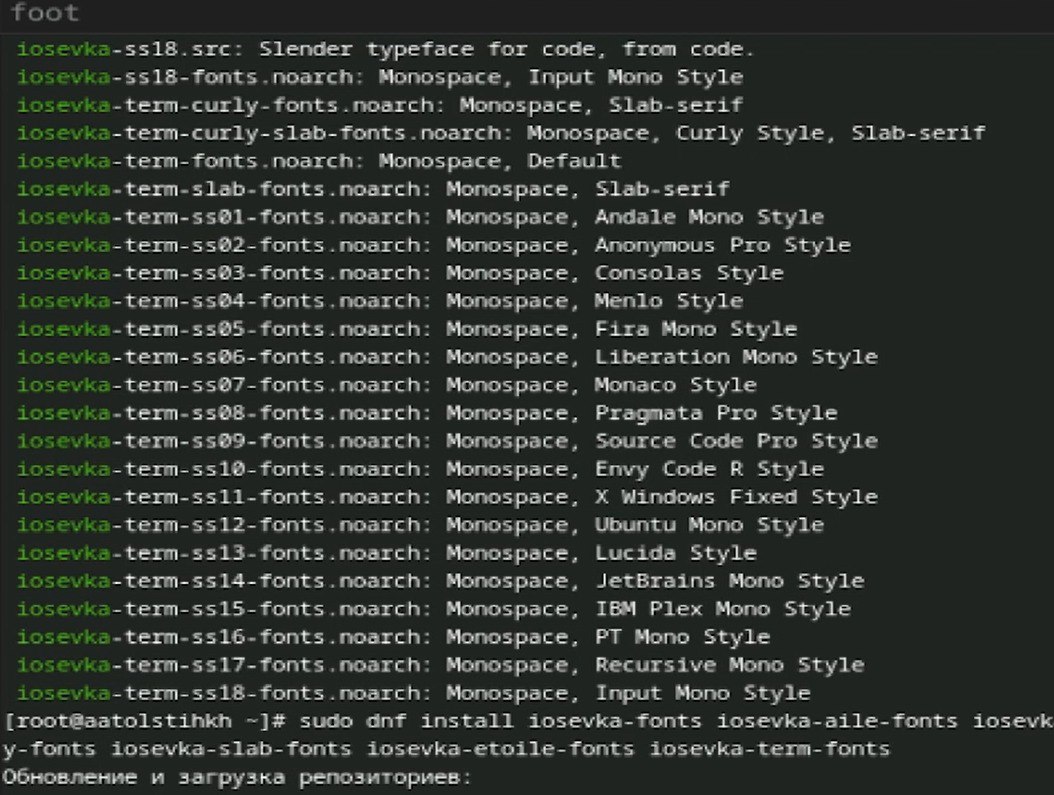 foot
iosevka-ss18.src: Slender typeface for code, from code.
iosevka-ss18-fonts.noarch: Monospace, Input Mono Style
iosevka-term-curly-fonts.noarch: Monospace, Slab-serif
iosevka-term-curly-slab-fonts.noarch: Monospace, Curly Style, Slab-serif
iosevka-term-fonts.noarch: Monospace, Default
iosevka-term-slab-fonts.noarch: Monospace, Slab-serif
iosevka-term-ss01-fonts.noarch: Monospace, Andale Mono Style
iosevka-term-ss02-fonts.noarch: Monospace, Anonymous Pro Style
iosevka-term-ss03-fonts.noarch: Monospace, Consolas Style
iosevka-term-ss04-fonts.noarch: Monospace, Menlo Style
iosevka-term-ss05-fonts.noarch: Monospace, Fira Mono Style
iosevka-term-ss06-fonts.noarch: Monospace, Liberation Mono Style
iosevka-term-ss07-fonts.noarch: Monospace, Monaco Style
iosevka-term-ss08-fonts.noarch: Monospace, Pragmata Pro Style
iosevka-term-ss09-fonts.noarch: Monospace, Source Code Pro Style
iosevka-term-ss10-fonts.noarch: Monospace, Envy Code R Style
iosevka-term-ss11-fonts.noarch: Monospace, X Windows Fixed Style
iosevka-term-ss12-fonts.noarch: Monospace, Ubuntu Mono Style
iosevka-term-ss13-fonts.noarch: Monospace, Lucida Style
iosevka-term-ss14-fonts.noarch: Monospace, JetBrains Mono Style
iosevka-term-ss15-fonts.noarch: Monospace, IBM Plex Mono Style
iosevka-term-ss16-fonts.noarch: Monospace, PT Mono Style
iosevka-term-ss17-fonts.noarch: Monospace, Recursive Mono Style
iosevka-term-ss18-fonts.noarch: Monospace, Input Mono Style
[root@aatolstihkh ~]# sudo dnf install iosevka-fonts iosevka-aile-fonts iosevk
y-fonts iosevka-slab-fonts iosevka-etoile-fonts iosevka-term-fonts
Обновление и загрузка репозиториев: